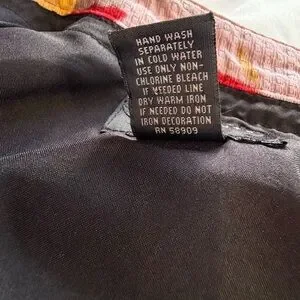 HAND WASH
SEPARATELY
IN COLD WATER
USE ONLY NON-
CHLORINE BLEACH
IF NEEDED LINE
DRY WARM IRON
IF NEEDED DO NOT
IRON DECORATION
RN 58909